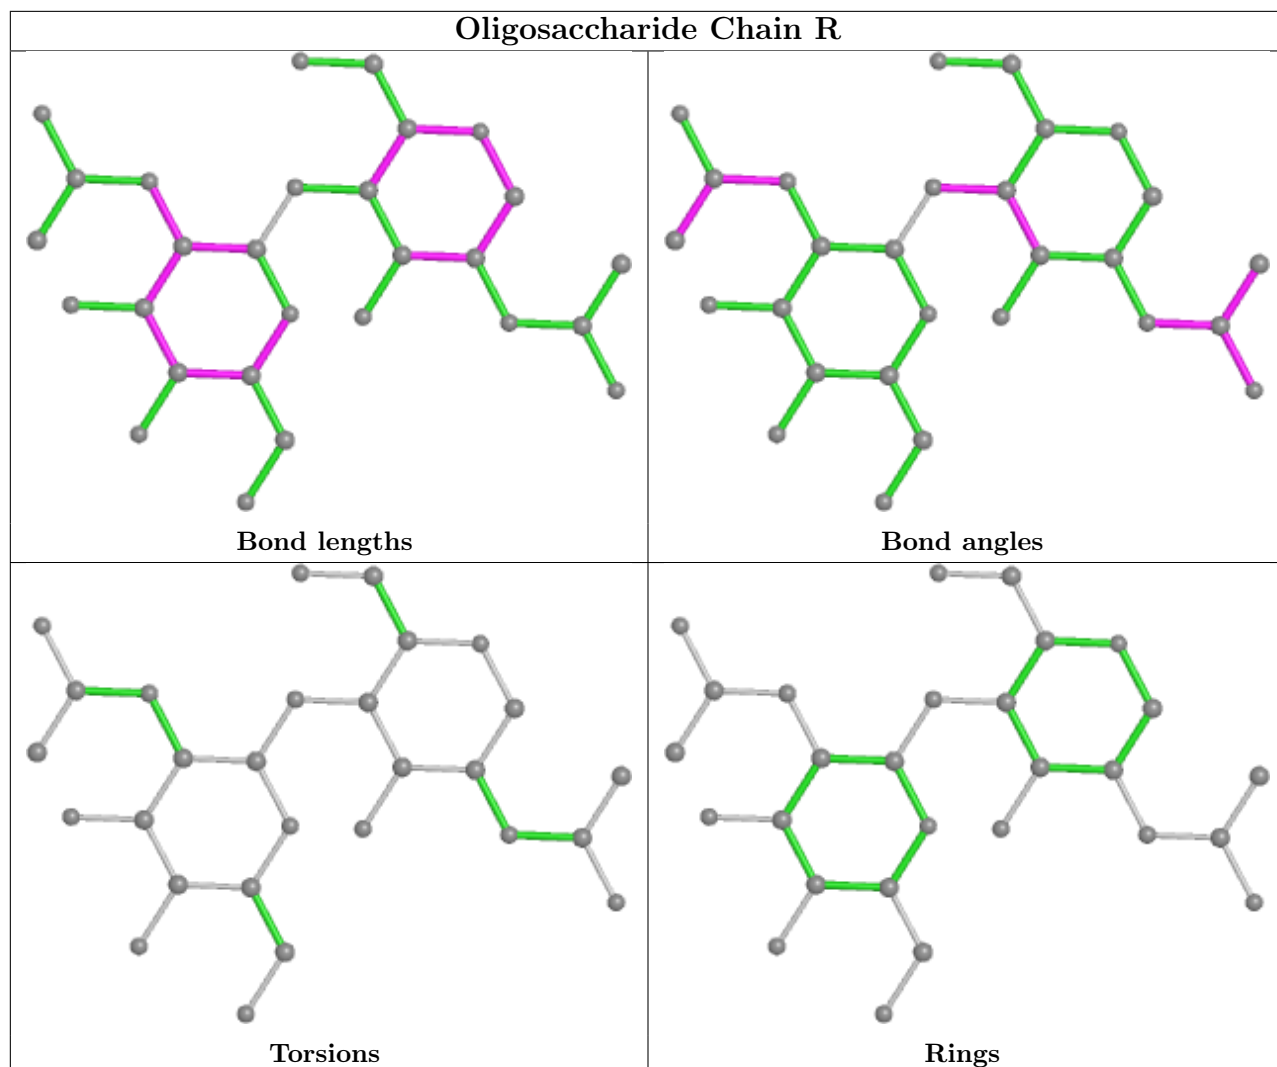 Oligosaccharide Chain R
Bond lengths
Bond angles
Torsions
Rings